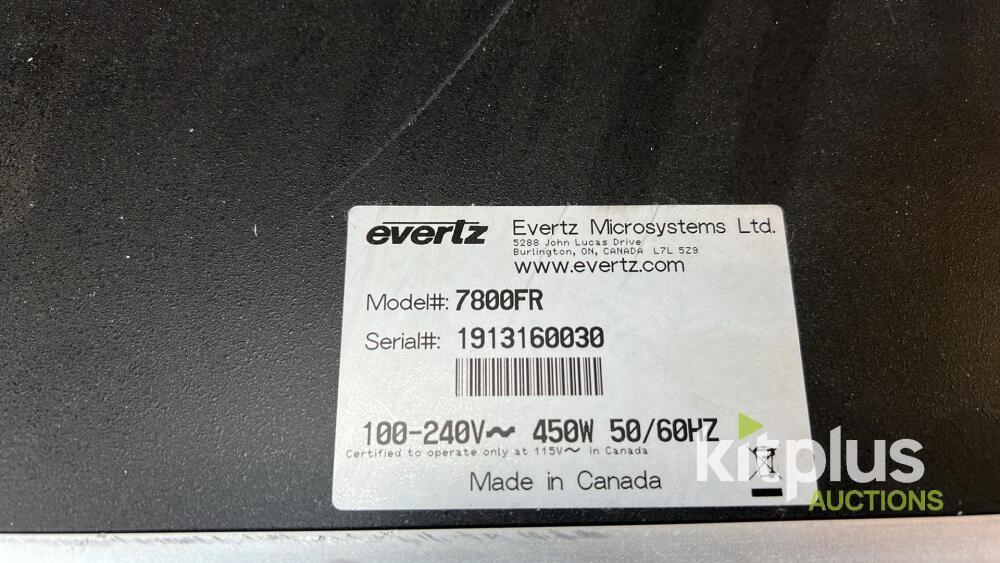 evertz Evertz Microsystems Ltd.
5288 John Lucas Drive
Burlington, ON, CANADA L7L 5Z9
www.evertz.com
Model#: 7800FR
Serial#: 1913160030
100-240V~ 450W 50/60HZ
Certified to operate only at 115V~ in Canada
Made in Canada
kitplus
AUCTIONS